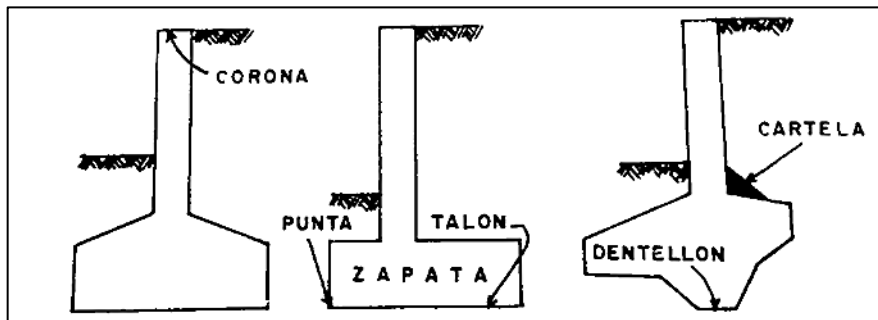 CORONA
CARTELA
PUNTA
TALON
DENTELLON
ZAPATA